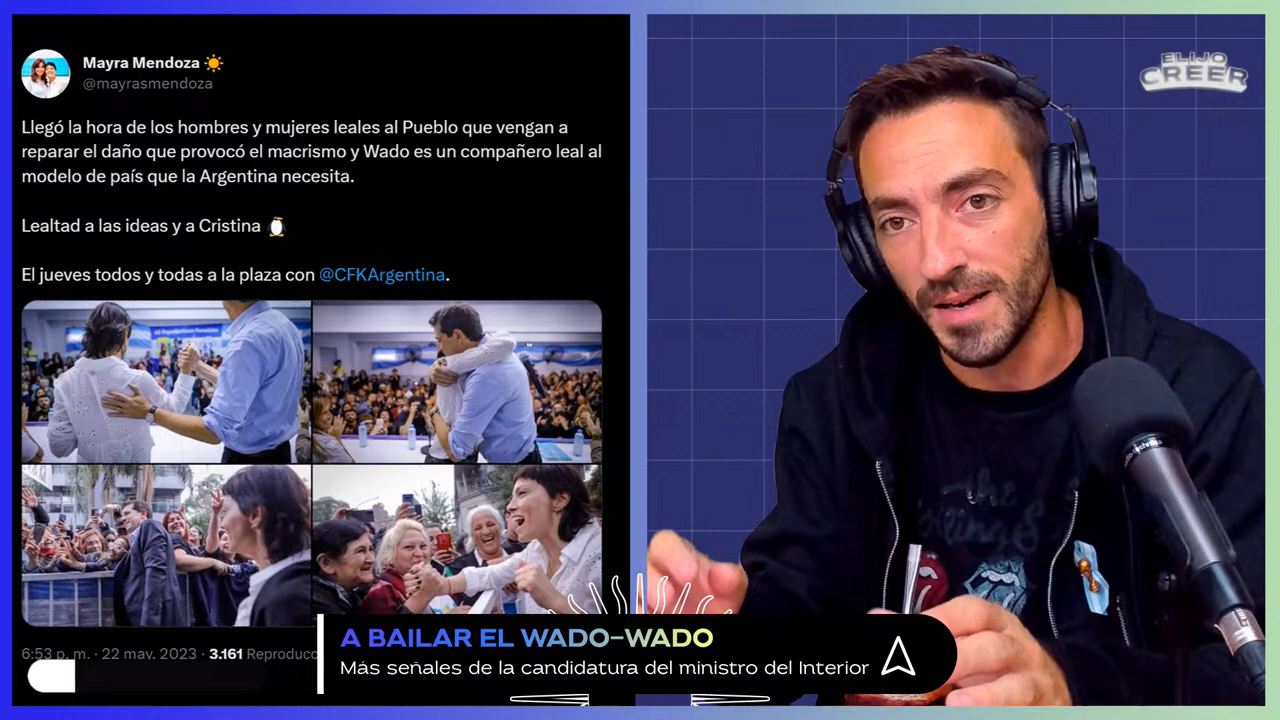 Mayra Mendoza ☀️
@mayrasmendoza
Llegó la hora de los hombres y mujeres leales al Pueblo que vengan a
reparar el daño que provocó el macrismo y Wado es un compañero leal al
modelo de país que la Argentina necesita.
Lealtad a las ideas y a Cristina 🐧
El jueves todos y todas a la plaza con @CFKArgentina.
6:53 p. m. · 22 may. 2023 · 3.161 Reproduc
ELIJO
CREER
the
A BAILAR EL WADO-WADO
Más señales de la candidatura del ministro del Interior